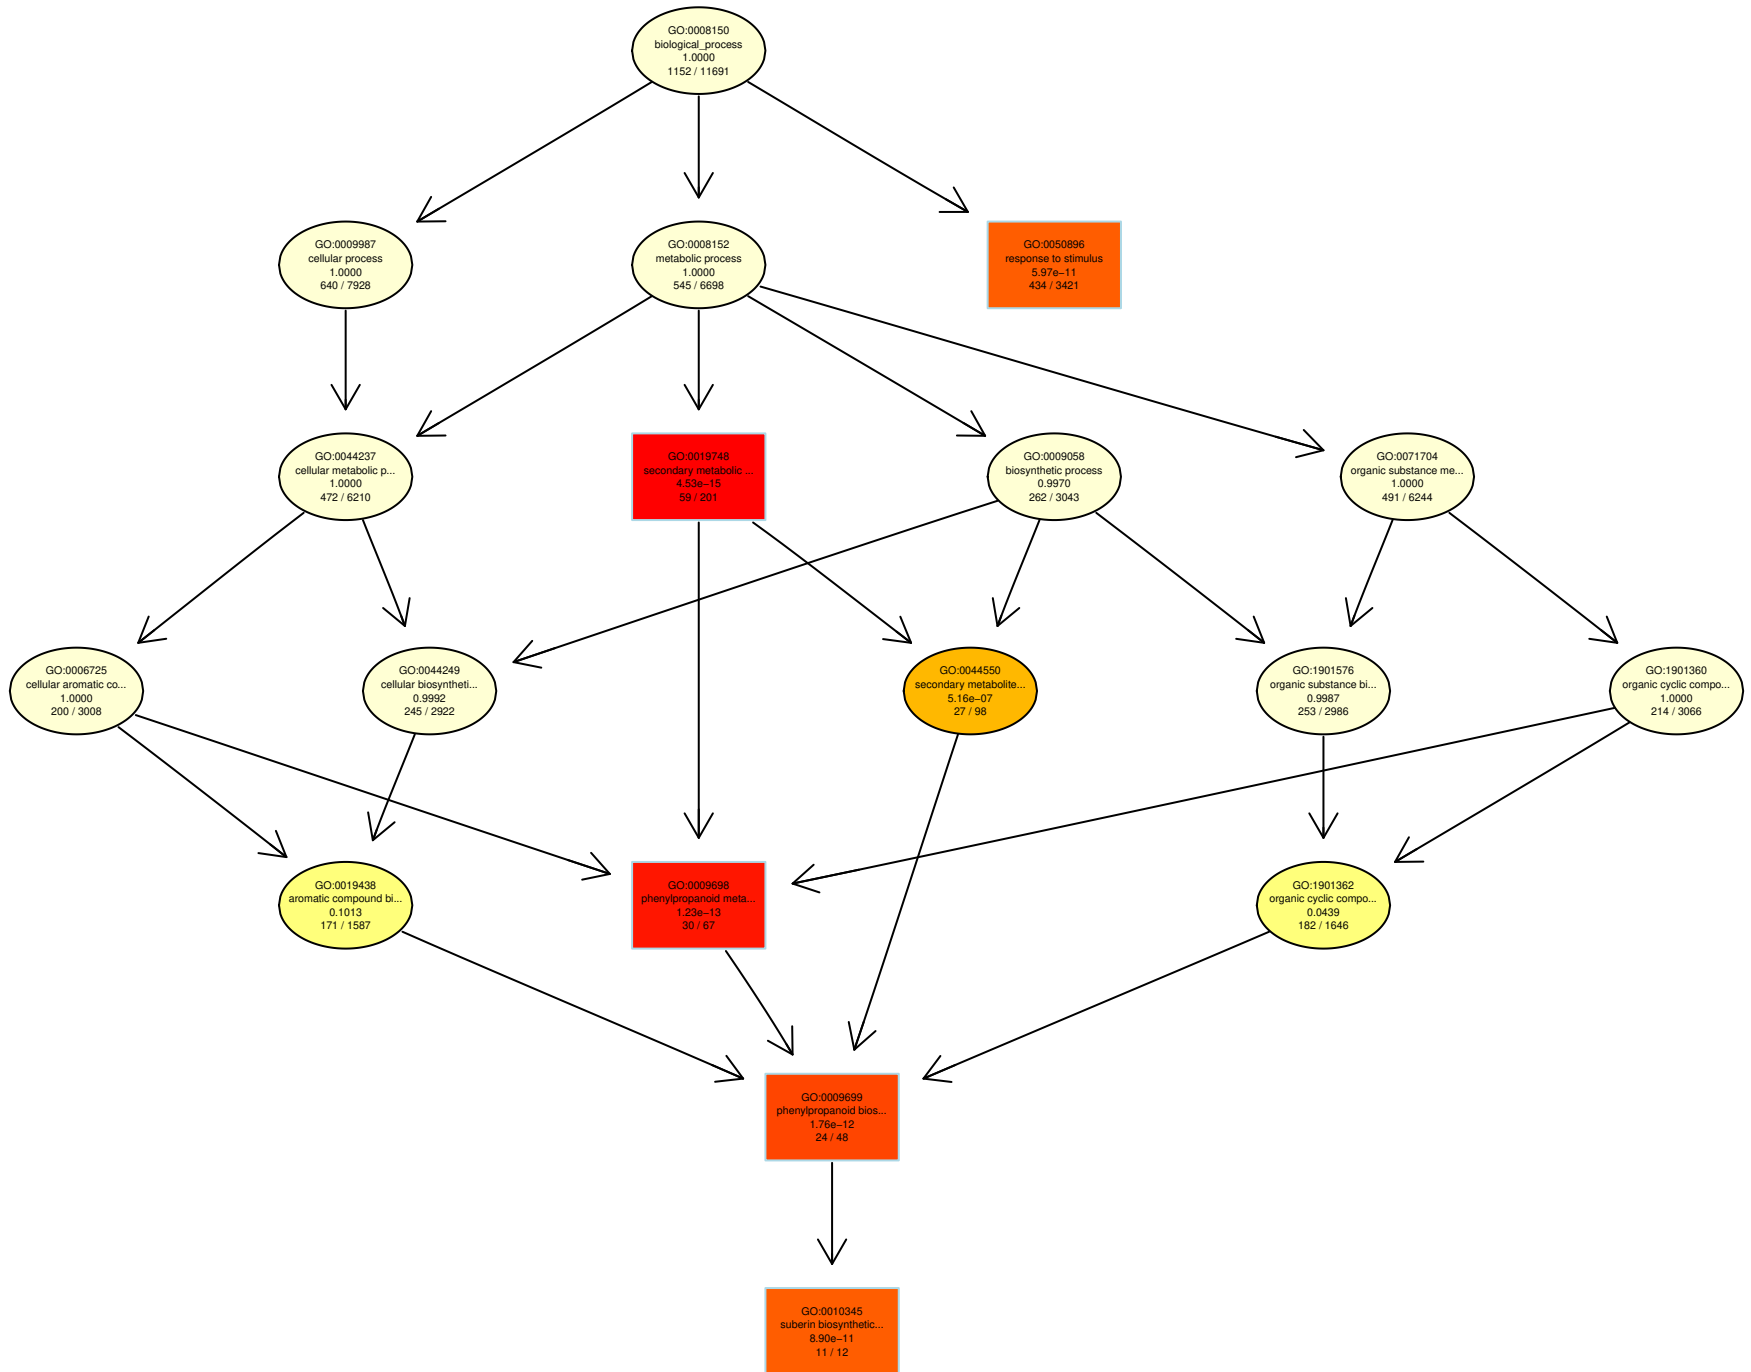 GO:0008150
biological_process
1.0000
1152 / 11691
GO:0009987
cellular process
1.0000
640 / 7928
GO:0008152
metabolic process
1.0000
545 / 6698
GO:0050896
response to stimulus
5.97e−11
434 / 3421
GO:0044237
cellular metabolic p...
1.0000
472 / 6210
GO:0019748
secondary metabolic ...
4.53e−15
59 / 201
GO:0009058
biosynthetic process
0.9970
262 / 3043
GO:0071704
organic substance me...
1.0000
491 / 6244
GO:0006725
cellular aromatic co...
1.0000
200 / 3008
GO:0044249
cellular biosyntheti...
0.9992
245 / 2922
GO:0044550
secondary metabolite...
5.16e−07
27 / 98
GO:1901576
organic substance bi...
0.9987
253 / 2986
GO:1901360
organic cyclic compo...
1.0000
214 / 3066
GO:0019438
aromatic compound bi...
0.1013
171 / 1587
GO:0009698
phenylpropanoid meta...
1.23e−13
30 / 67
GO:1901362
organic cyclic compo...
0.0439
182 / 1646
GO:0009699
phenylpropanoid bios...
1.76e−12
24 / 48
GO:0010345
suberin biosynthetic...
8.90e−11
11 / 12